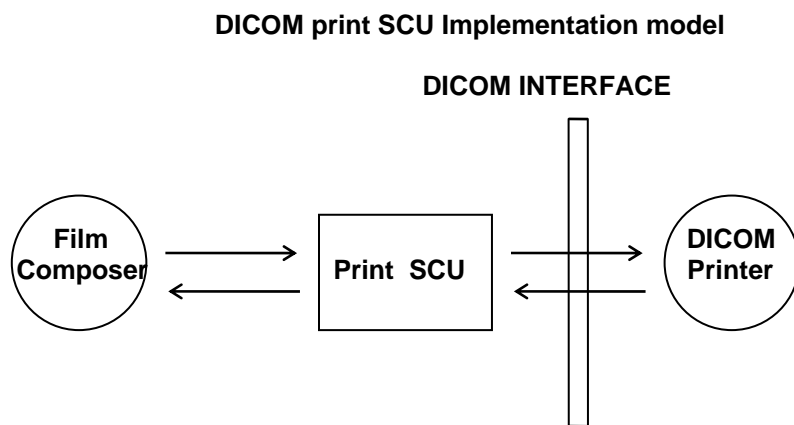 DICOM print SCU Implementation model
DICOM INTERFACE
Film
Composer
Print SCU
DICOM
Printer